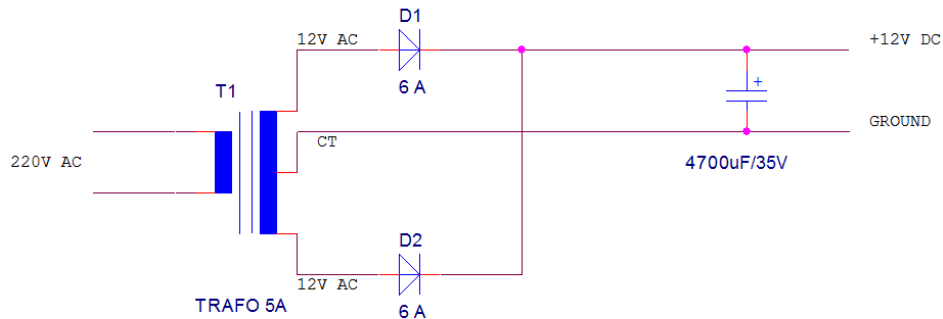 D1
12V AC
+12V DC
6 A
T1
+
GROUND
CT
220V AC
4700uF/35V
D2
12V AC
TRAFO 5A
6 A